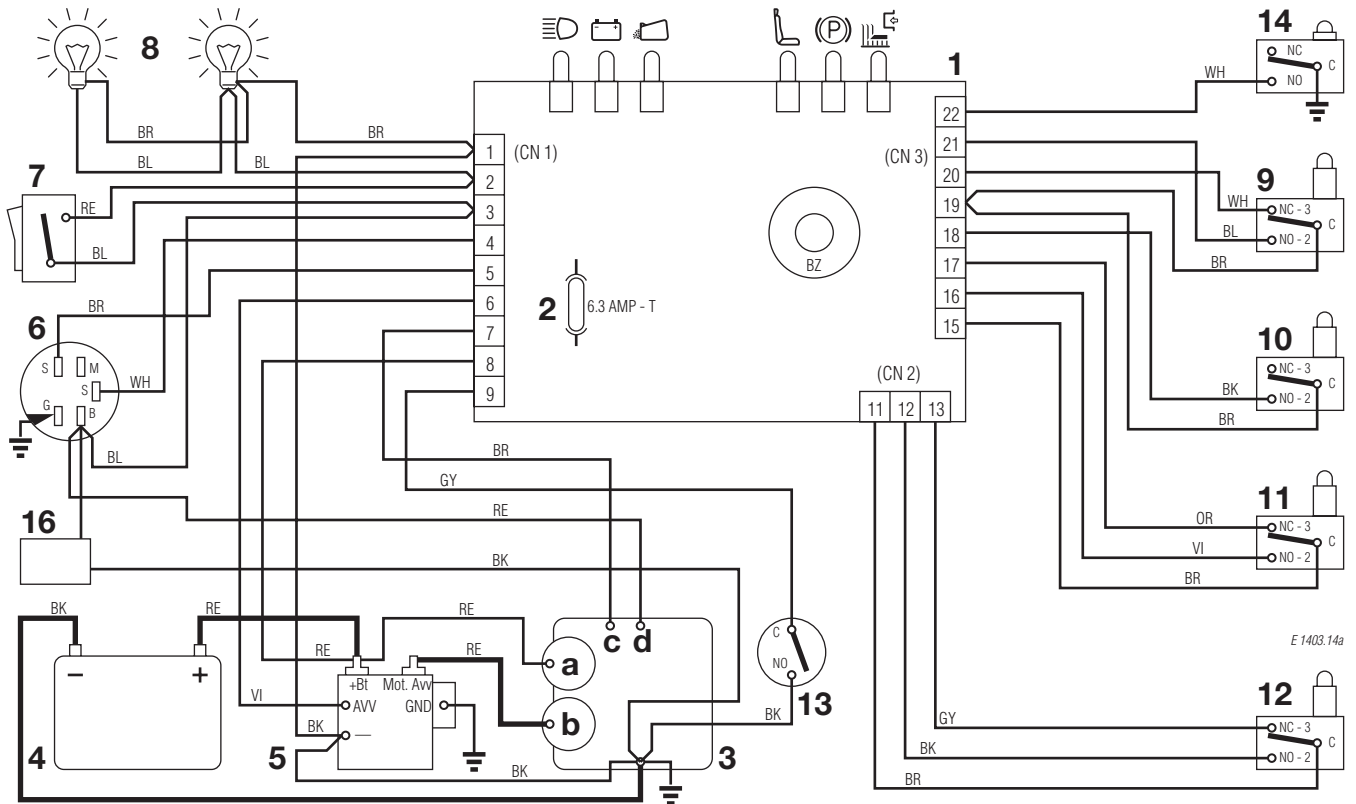 14
NC
C
NO
WH
8
P
1
BR
BR
BL
BL
1
2
3
4
5
6
7
8
9
(CN 1)
(CN 3)
22
21
20
19
18
17
16
15
BZ
2
6.3 AMP - T
(CN 2)
11
12
13
7
RE
BL
9
WH
NC - 3
C
BL
NO - 2
BR
BR
6
S
M
S
WH
G
B
BL
10
NC - 3
C
BK
NO - 2
BR
BR
GY
RE
16
BK
11
OR
NC - 3
C
VI
NO - 2
BR
E 1403.14a
BK
RE
−
+
4
RE
RE
RE
+Bt
Mot. Avv
VI
AVV
GND
BK
—
5
BK
c
d
a
b
3
C
NO
13
BK
12
GY
NC - 3
C
BK
NO - 2
BR